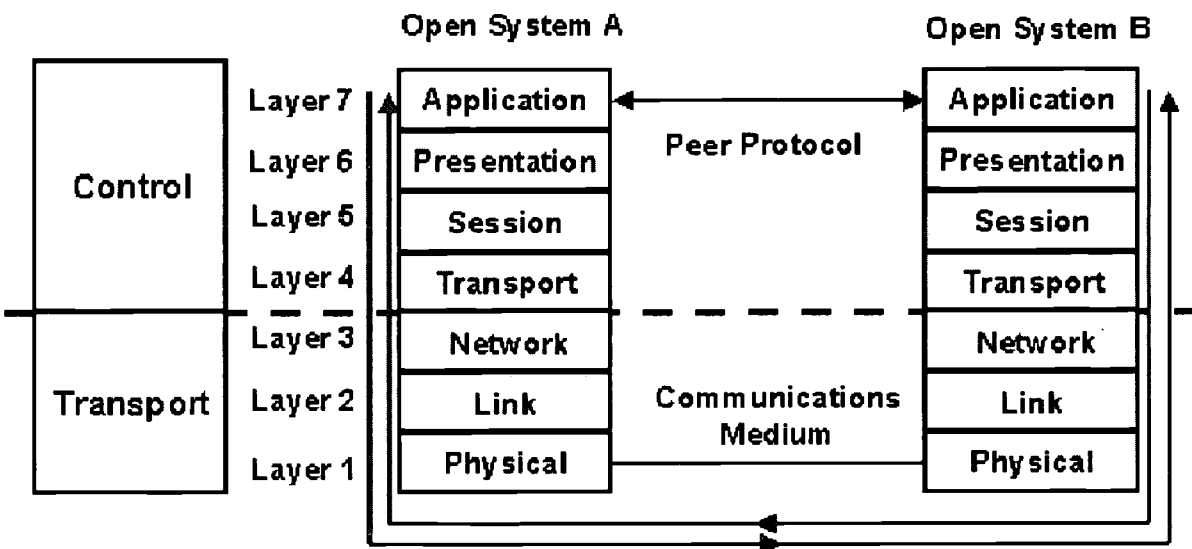 Open System A
Open System B
Layer 7
Application
Application
Peer Protocol
Layer 6
Presentation
Presentation
Control
Layer 5
Session
Session
Layer 4
Transport
Transport
Layer 3
Network
Network
Transport
Layer 2
Link
Communications
Medium
Link
Layer 1
Physical
Physical